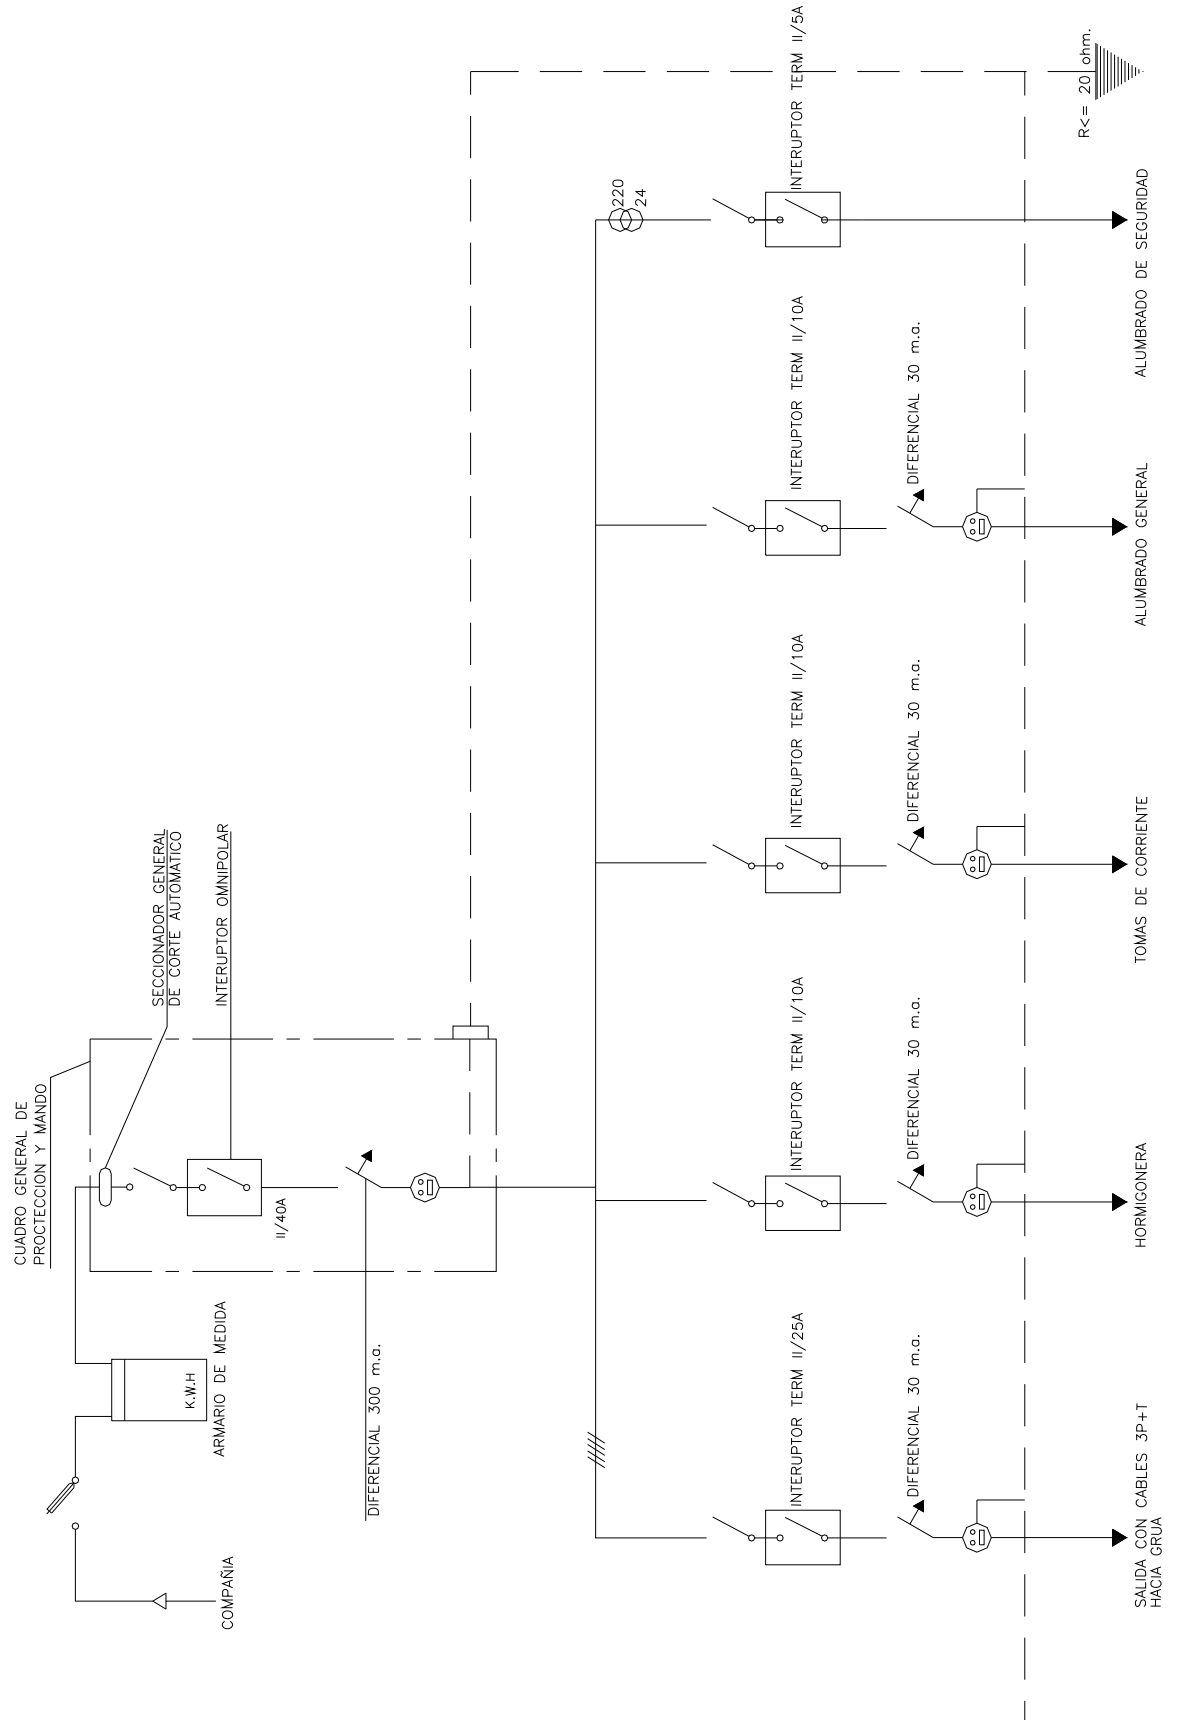 COMPAÑIA
K.W.H
ARMARIO DE MEDIDA
CUADRO GENERAL DE
PROCTECCION Y MANDO
SECCIONADOR GENERAL
DE CORTE AUTOMATICO
INTERUPTOR OMNIPOLAR
II/40A
DIFERENCIAL 300 m.a.
INTERUPTOR TERM II/25A
DIFERENCIAL 30 m.a.
SALIDA CON CABLES 3P+T
HACIA GRUA
INTERUPTOR TERM II/10A
DIFERENCIAL 30 m.a.
HORMIGONERA
INTERUPTOR TERM II/10A
DIFERENCIAL 30 m.a.
TOMAS DE CORRIENTE
INTERUPTOR TERM II/10A
DIFERENCIAL 30 m.a.
ALUMBRADO GENERAL
220
24
INTERUPTOR TERM II/5A
ALUMBRADO DE SEGURIDAD
R<= 20 ohm.